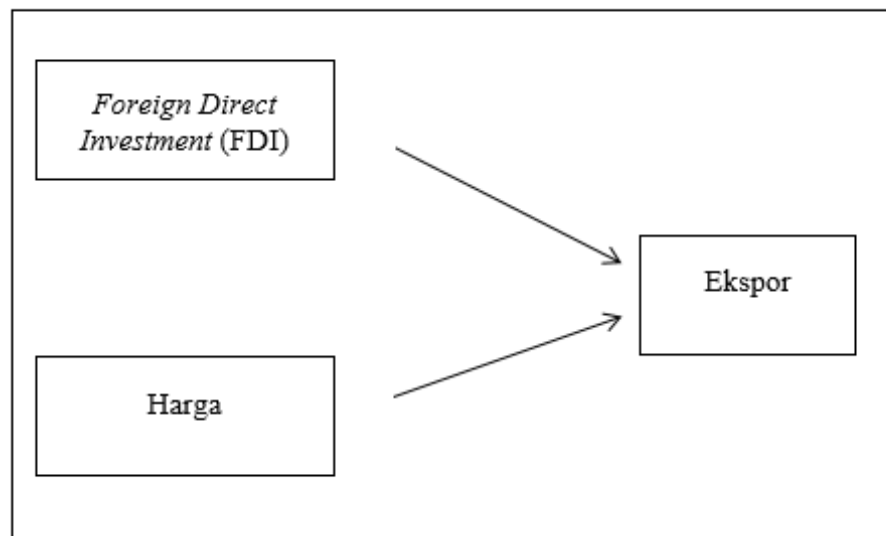 Foreign Direct
Investment (FDI)
Ekspor
Harga